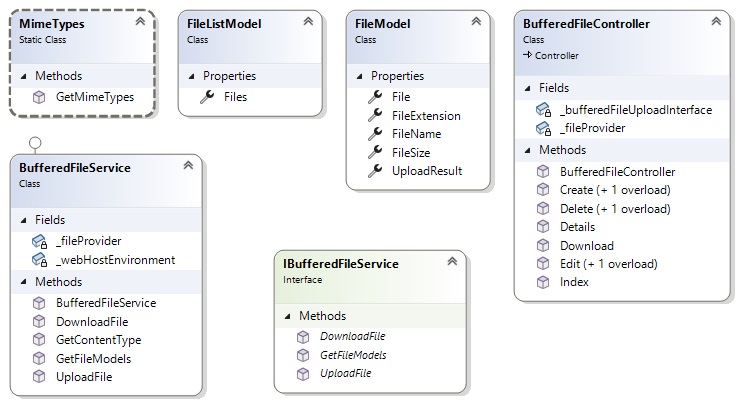 MimeTypes
Static Class
Methods
GetMimeTypes
FileListModel
Class
Properties
Files
FileModel
Class
Properties
File
FileExtension
FileName
FileSize
UploadResult
BufferedFileController
Class
Controller
Fields
_bufferedFileUploadInterface
_fileProvider
Methods
BufferedFileController
Create (+ 1 overload)
Delete (+ 1 overload)
Details
Download
Edit (+ 1 overload)
Index
BufferedFileService
Class
Fields
_fileProvider
_webHostEnvironment
Methods
BufferedFileService
DownloadFile
GetContentType
GetFileModels
UploadFile
IBufferedFileService
Interface
Methods
DownloadFile
GetFileModels
UploadFile